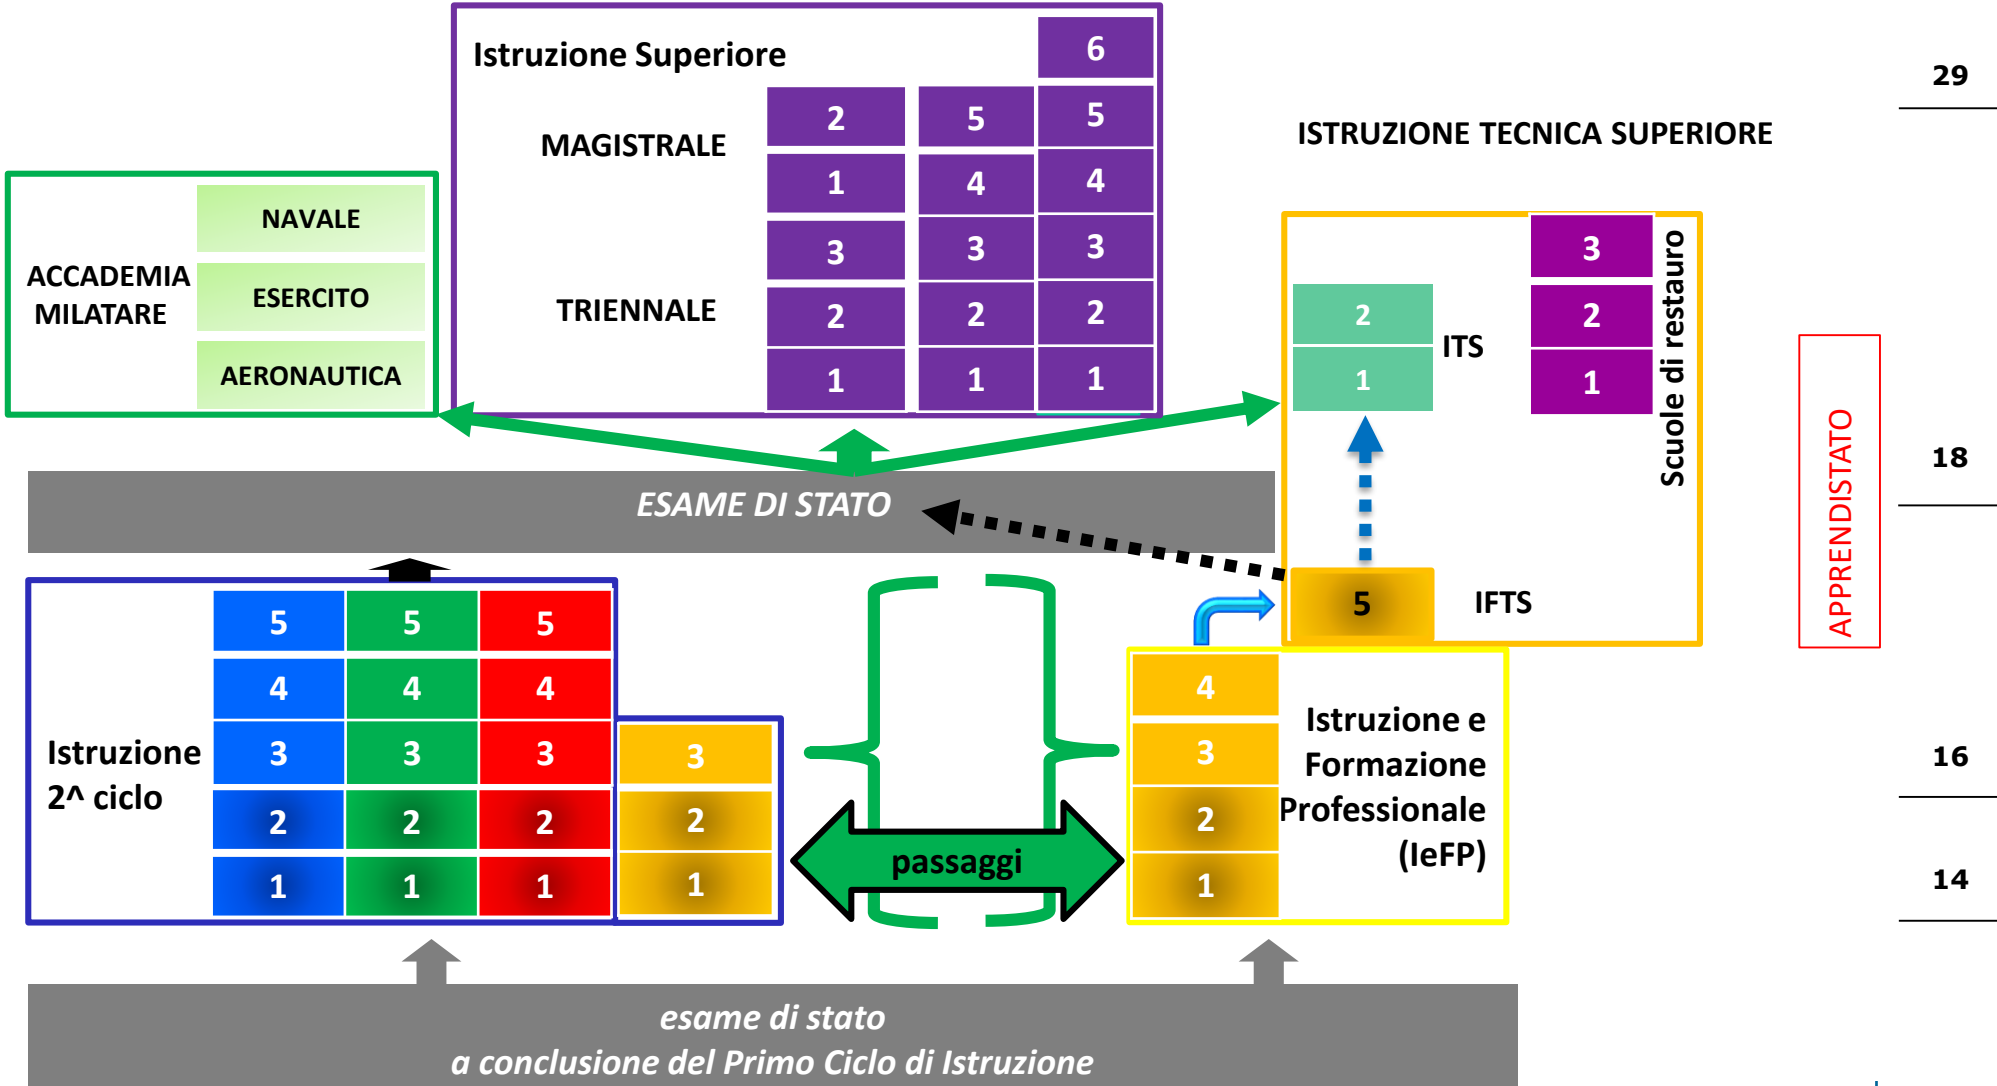 Istruzione Superiore
6
29
2 5 5
MAGISTRALE
ISTRUZIONE TECNICA SUPERIORE
1 4 4
NAVALE
3 3 3
3
ACCADEMIA
MILATARE
ESERCITO
TRIENNALE
2 2 2
2
2
ITS
Scuole di restauro
AERONAUTICA
1 1 1
1
1
APPRENDISTATO
18
ESAME DI STATO
5
IFTS
5 5 5
4 4 4
4
Istruzione
2^ ciclo
3 3 3
3
3
Istruzione e
Formazione
Professionale
(IeFP)
16
2 2 2
2
2
passaggi
1 1 1
1
1
14
esame di stato
a conclusione del Primo Ciclo di Istruzione